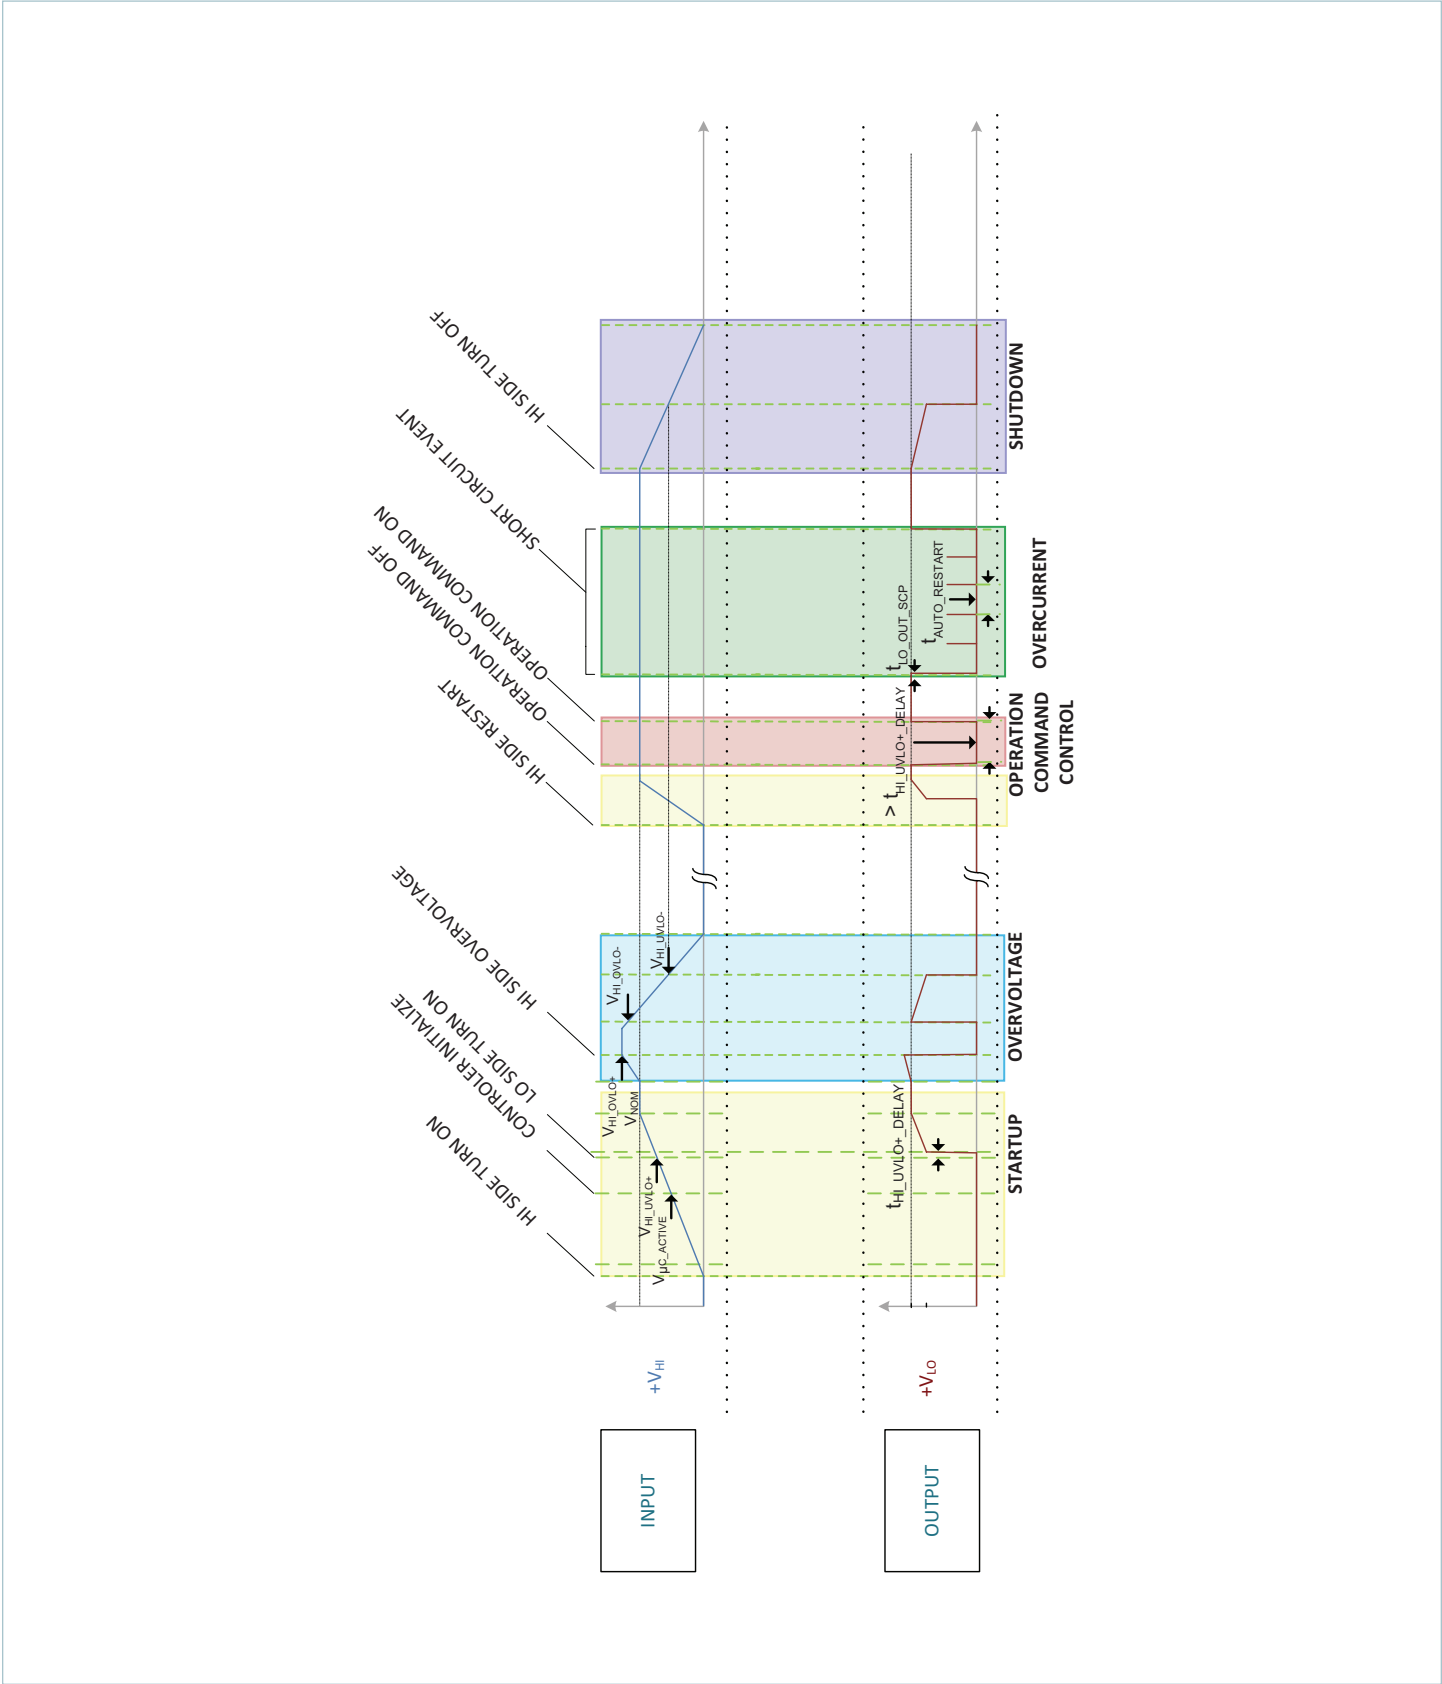 HI SIDE TURN ON
CONTROLER INITIALIZE
LO SIDE TURN ON
HI SIDE OVERVOLTAGE
HI SIDE RESTART
OPERATION COMMAND OFF
OPERATION COMMAND ON
SHORT CIRCUIT EVENT
HI SIDE TURN OFF
INPUT
+VHI
VµC_ACTIVE
VHI_UVLO+
VNOM
VHI_OVLO+
VHI_OVLO-
VHI_UVLO-
OUTPUT
+VLO
tHI_UVLO+_DELAY
> tHI_UVLO+_DELAY
tLO_OUT_SCP
tAUTO_RESTART
STARTUP
OVERVOLTAGE
OPERATION
COMMAND
CONTROL
OVERCURRENT
SHUTDOWN